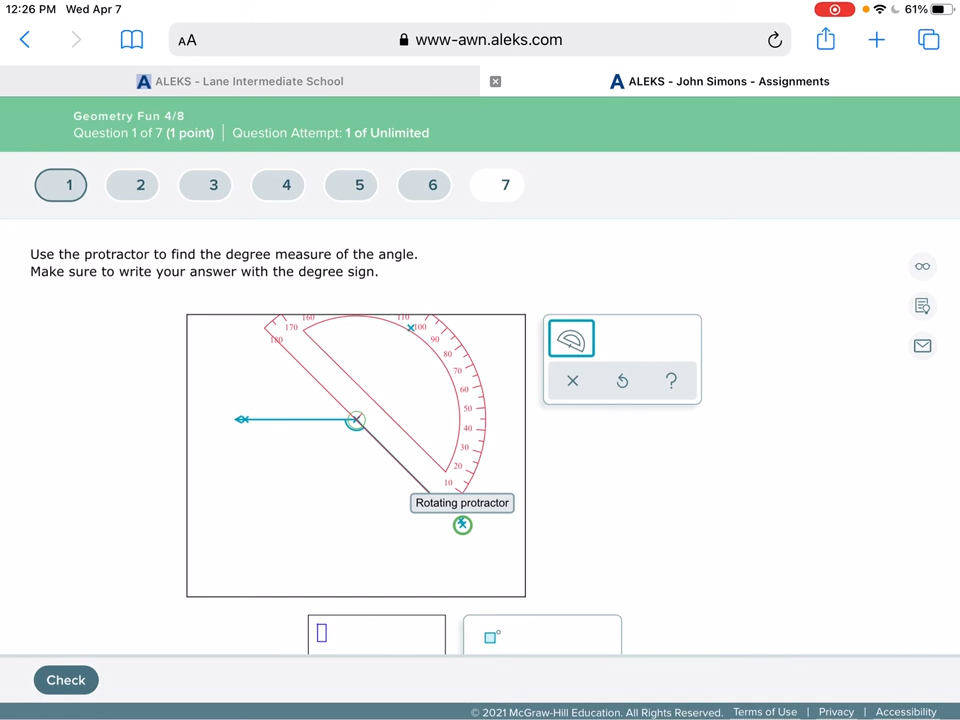 12:26 PM Wed Apr 7
61%
AA
www-awn.aleks.com
ALEKS - Lane Intermediate School
ALEKS - John Simons - Assignments
Geometry Fun 4/8
Question 1 of 7 (1 point) | Question Attempt: 1 of Unlimited
1 2 3 4 5 6 7
Use the protractor to find the degree measure of the angle.
Make sure to write your answer with the degree sign.
180
170
160
110
100
90
80
70
60
50
40
30
20
10
Rotating protractor
?
Check
© 2021 McGraw-Hill Education. All Rights Reserved. Terms of Use | Privacy | Accessibility